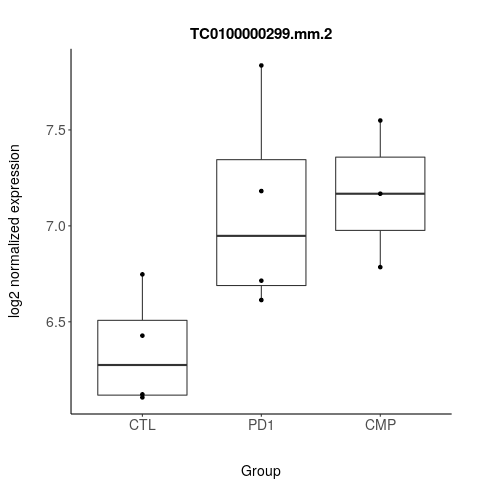 TC0100000299.mm.2
log2 normalized expression
7.5
7.0
6.5
CTL PD1 CMP
Group